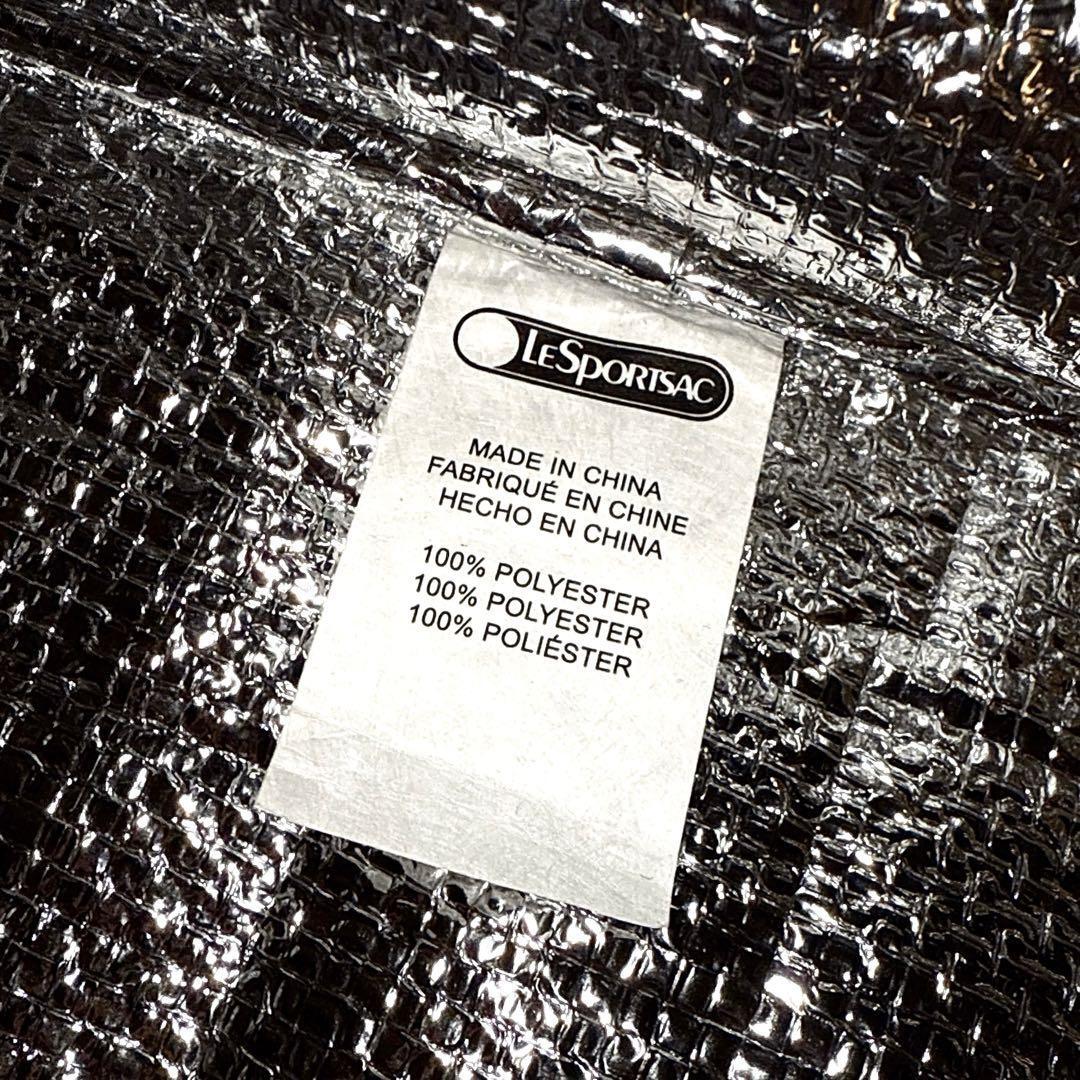 LESPORTSAC
MADE IN CHINA
FABRIQUÉ EN CHINE
HECHO EN CHINA
100% POLYESTER
100% POLYESTER
100% POLIÉSTER